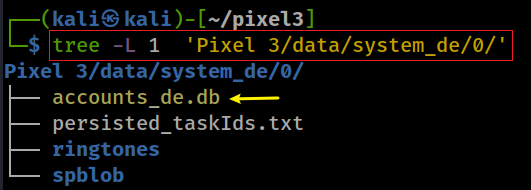 ┌──(kali㉿kali)-[~/pixel3]
└─$ tree -L 1  'Pixel 3/data/system_de/0/'
Pixel 3/data/system_de/0/
├── accounts_de.db
├── persisted_taskIds.txt
├── ringtones
└── spblob